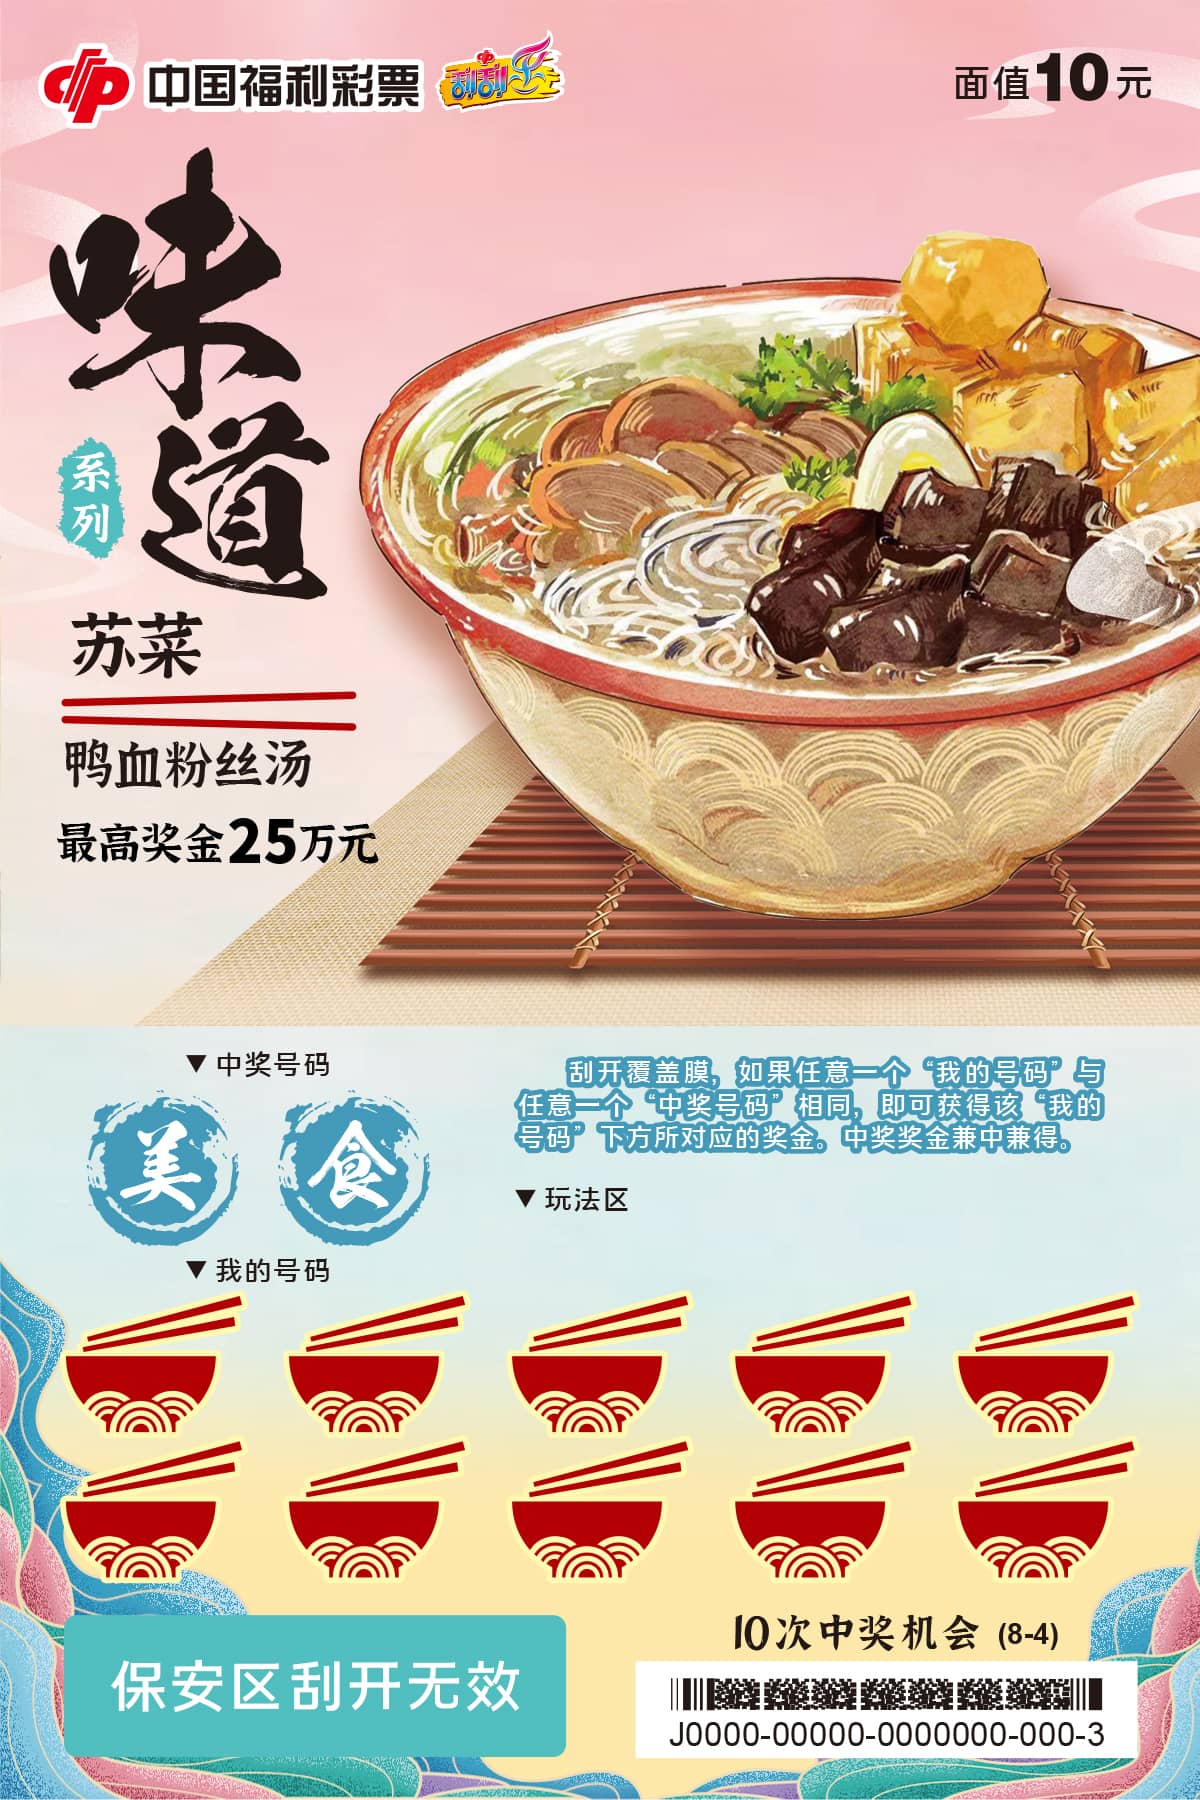 中国福利彩票 刮刮乐
面值10元
味道
系列
苏菜
鸭血粉丝汤
最高奖金25万元
▼中奖号码
美 食
刮开覆盖膜，如果任意一个“我的号码”与
任意一个“中奖号码”相同，即可获得该“我的
号码”下方所对应的奖金。中奖奖金兼中兼得。
▼玩法区
▼我的号码
保安区刮开无效
10次中奖机会 (8-4)
J0000-00000-0000000-000-3